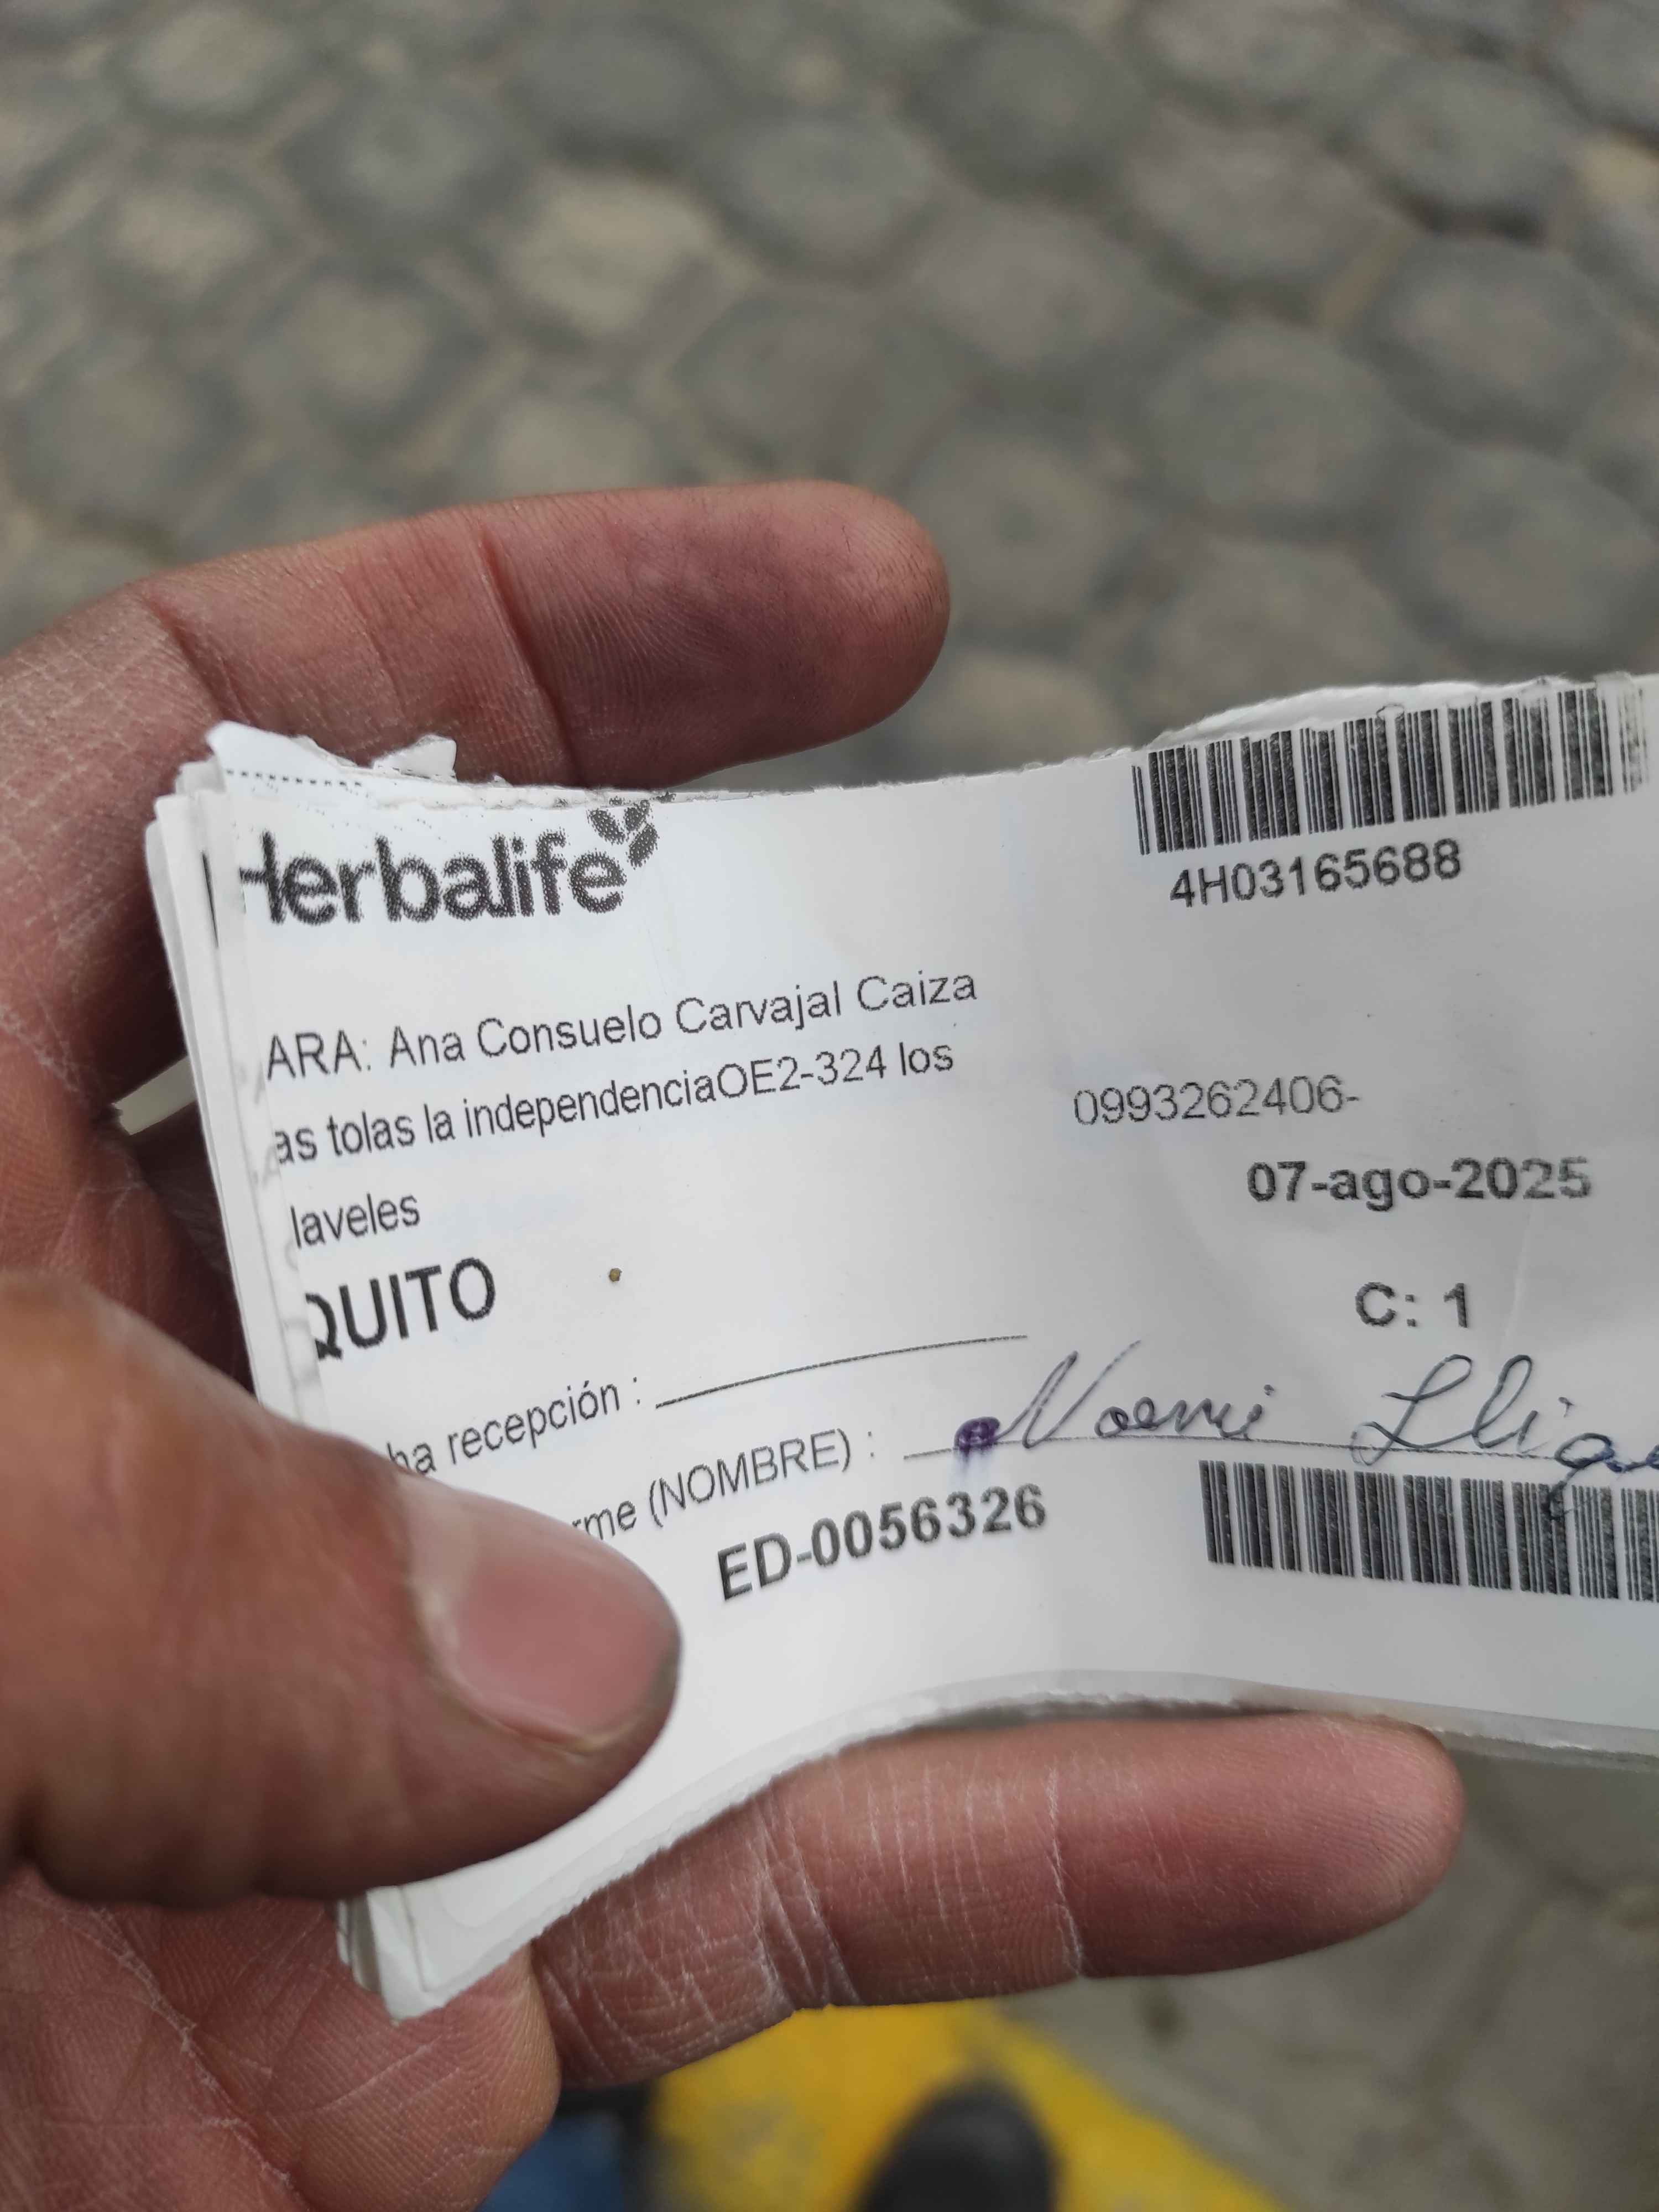 Herbalife
4H03165688
ARA: Ana Consuelo Carvajal Caiza
as tolas la independenciaOE2-324 los
0993262406-
laveles
07-ago-2025
QUITO
C: 1
ha recepción :
rme (NOMBRE) : Noemi
ED-0056326